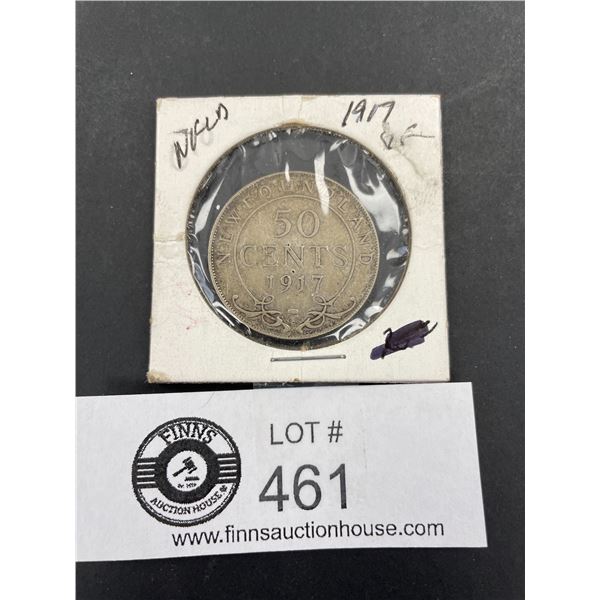 NFLD
1917
NEWFOUNDLAND
50
CENTS
1917
FINNS
AUCTION HOUSE
LOT #
461
www.finnsauctionhouse.com